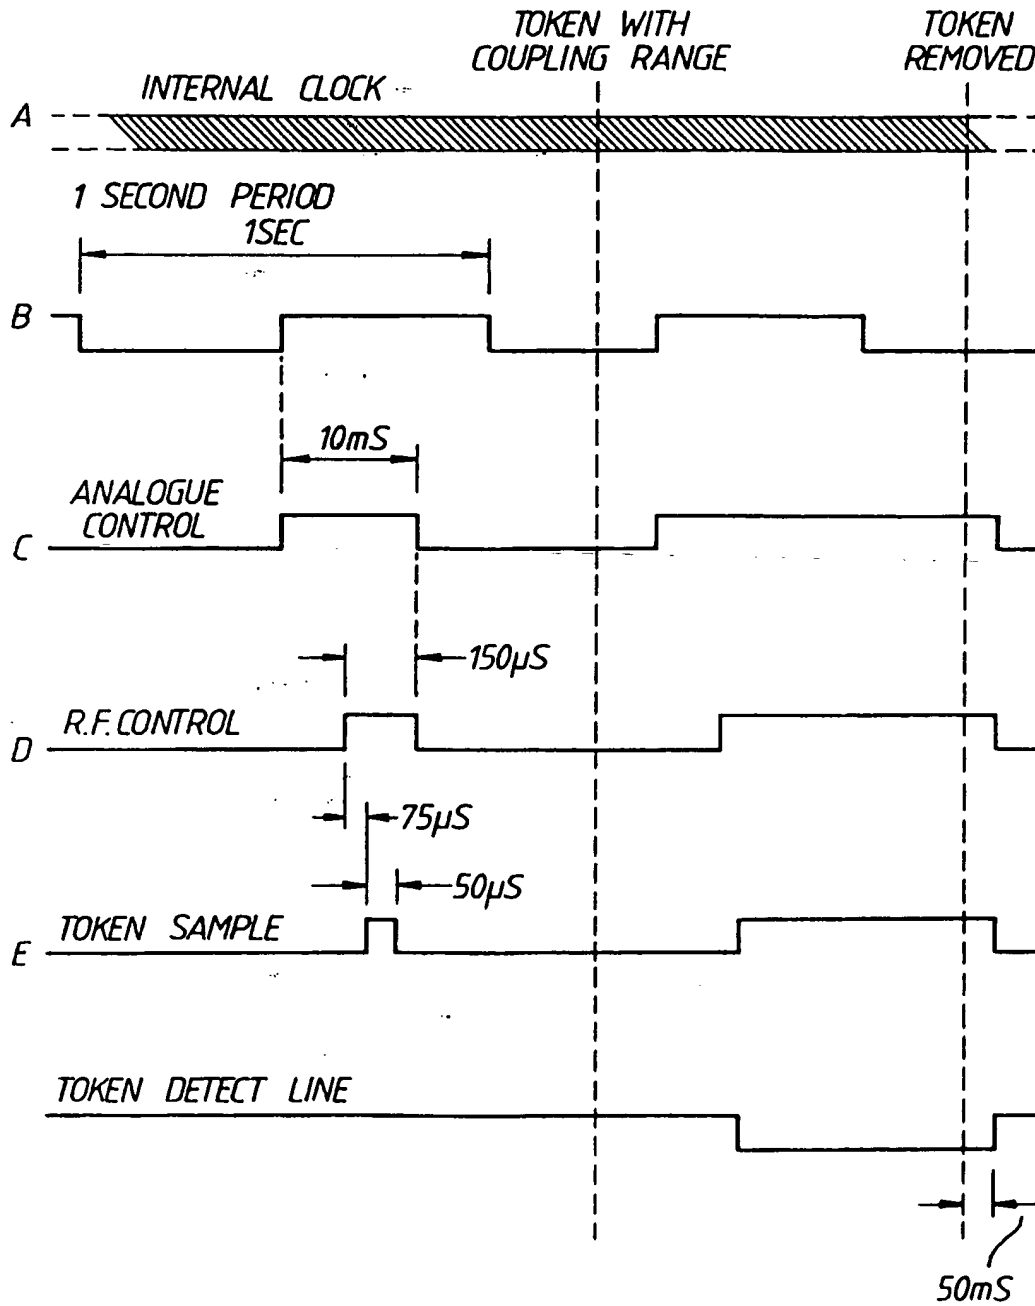 TOKEN WITH
COUPLING RANGE
TOKEN
REMOVED
INTERNAL CLOCK
A
1 SECOND PERIOD
1SEC
B
10mS
ANALOGUE
CONTROL
C
150µS
R.F. CONTROL
D
75µS
50µS
TOKEN SAMPLE
E
TOKEN DETECT LINE
50mS